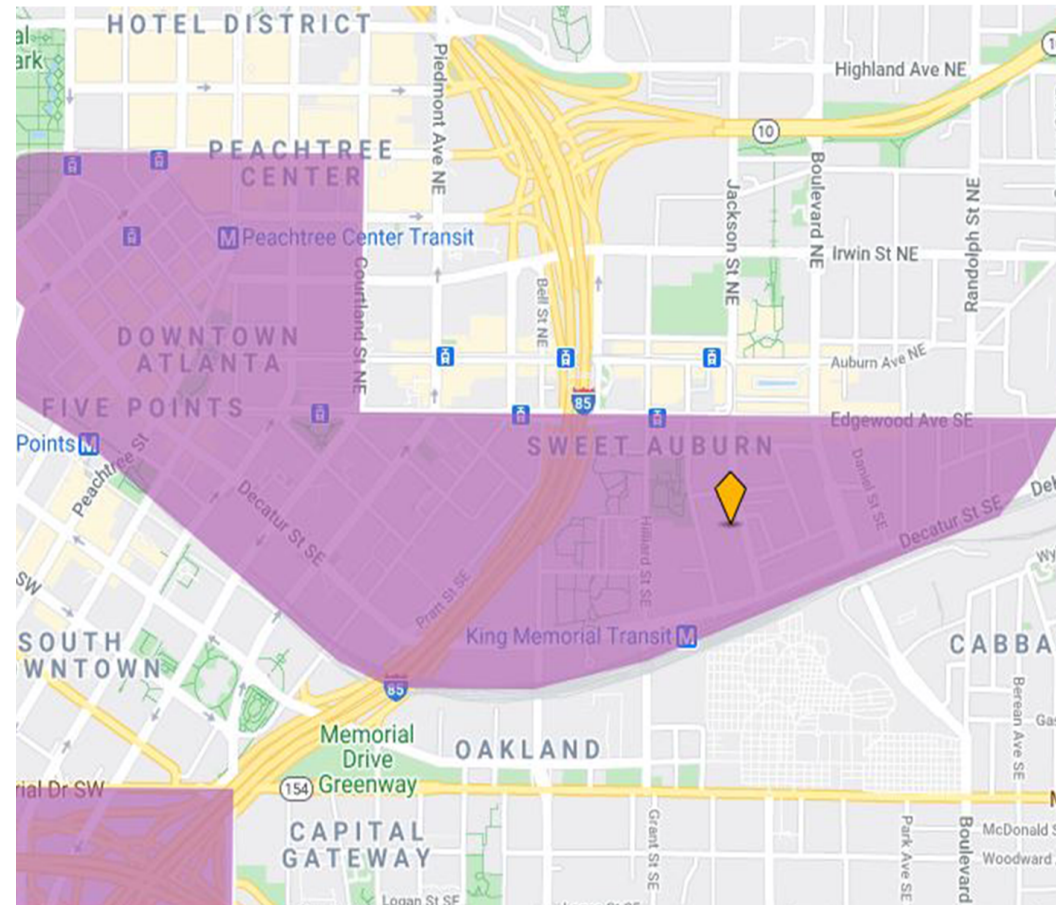 HOTEL DISTRICT
al
ark
Piedmont Ave NE
Highland Ave NE
10
PEACHTREE
CENTER
Boulevard NE
Jackson St NE
Randolph St NE
M Peachtree Center Transit
Irwin St NE
Courtland St NE
Bell St NE
DOWNTOWN
ATLANTA
Auburn Ave NE
85
FIVE POINTS
Edgewood Ave SE
Points M
SWEET AUBURN
Peachtree St
Decatur St SE
Daniel St SE
Hilliard St SE
Decatur St SE
SW
Pratt St SE
King Memorial Transit M
SOUTH
WNTOWN
CABBA
85
Berean Ave SE
Memorial
Drive
Greenway
OAKLAND
154
rial Dr SW
CAPITAL
GATEWAY
Grant St SE
Park Ave SE
Boulevard
McDonald S
Woodward
Logan St SE